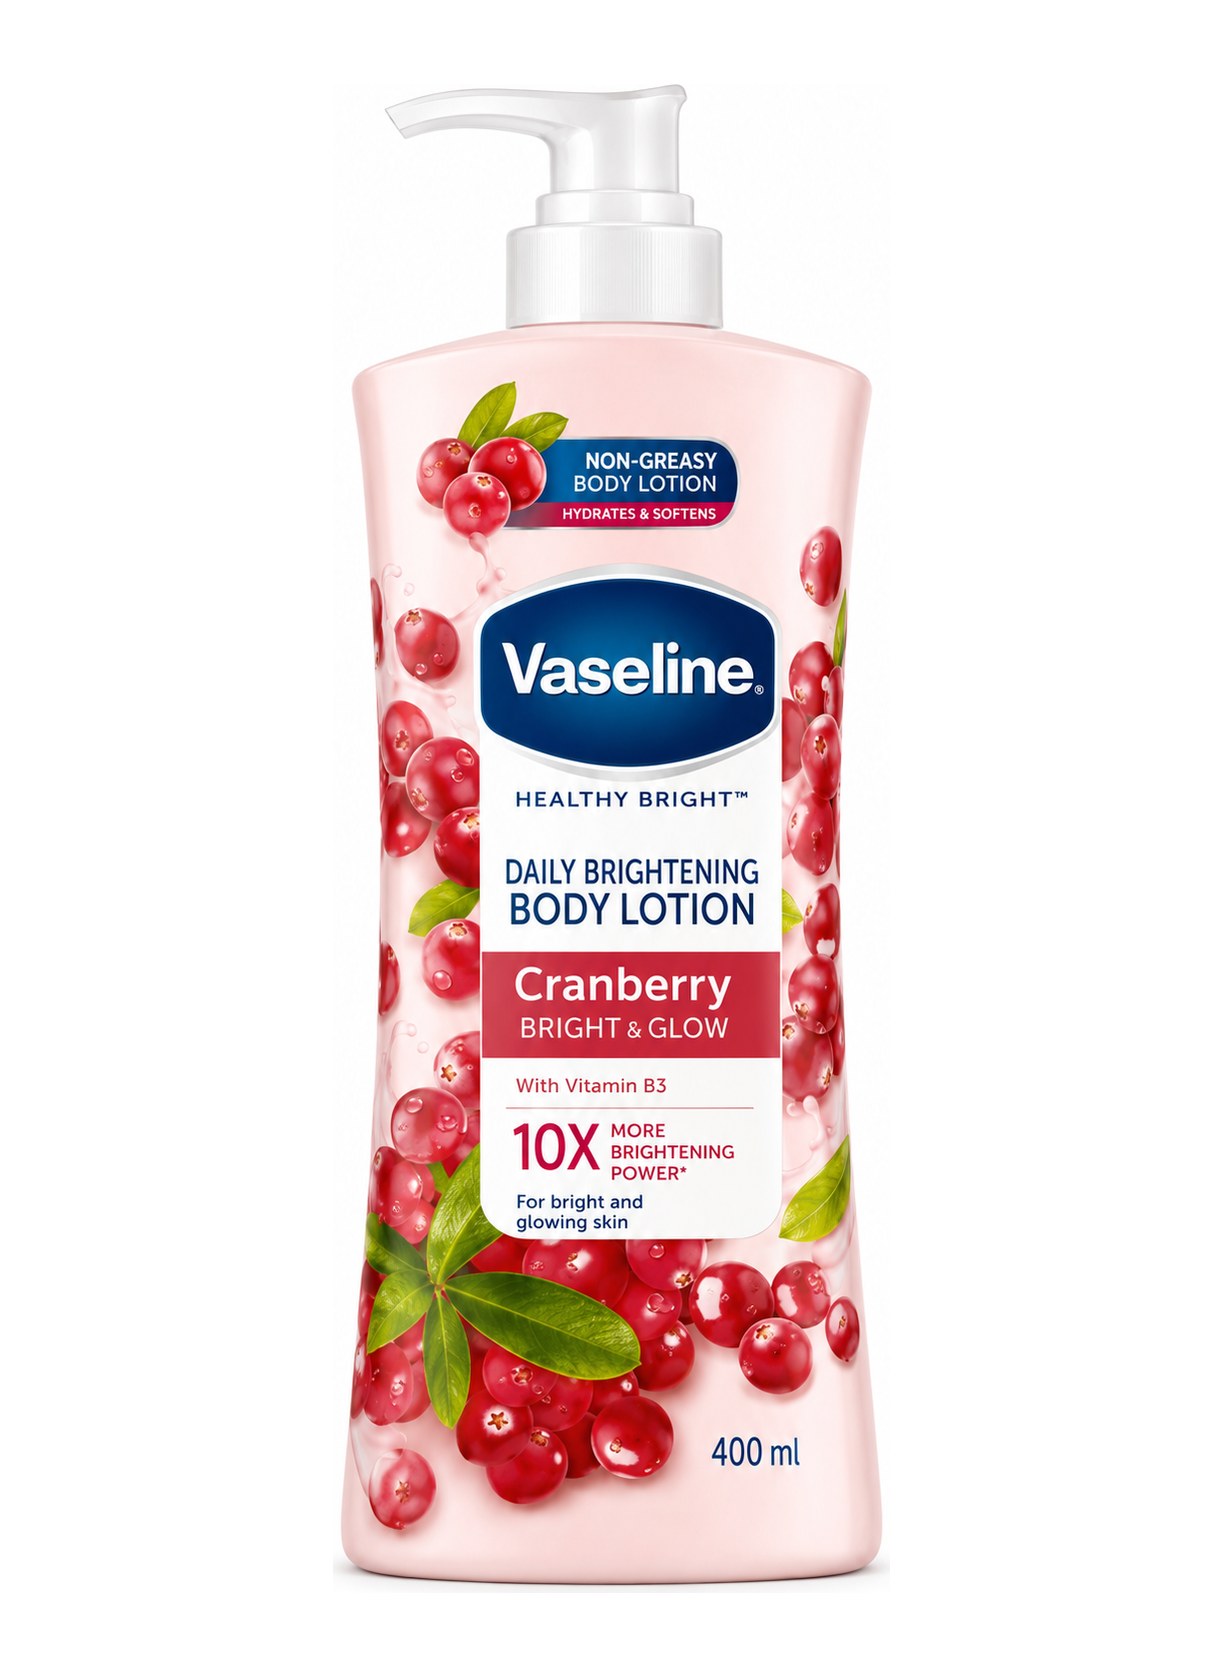 NON-GREASY
BODY LOTION
HYDRATES & SOFTENS
Vaseline®
HEALTHY BRIGHT™
DAILY BRIGHTENING
BODY LOTION
Cranberry
BRIGHT & GLOW
With Vitamin B3
10X MORE
BRIGHTENING
POWER*
For bright and
glowing skin
400 ml